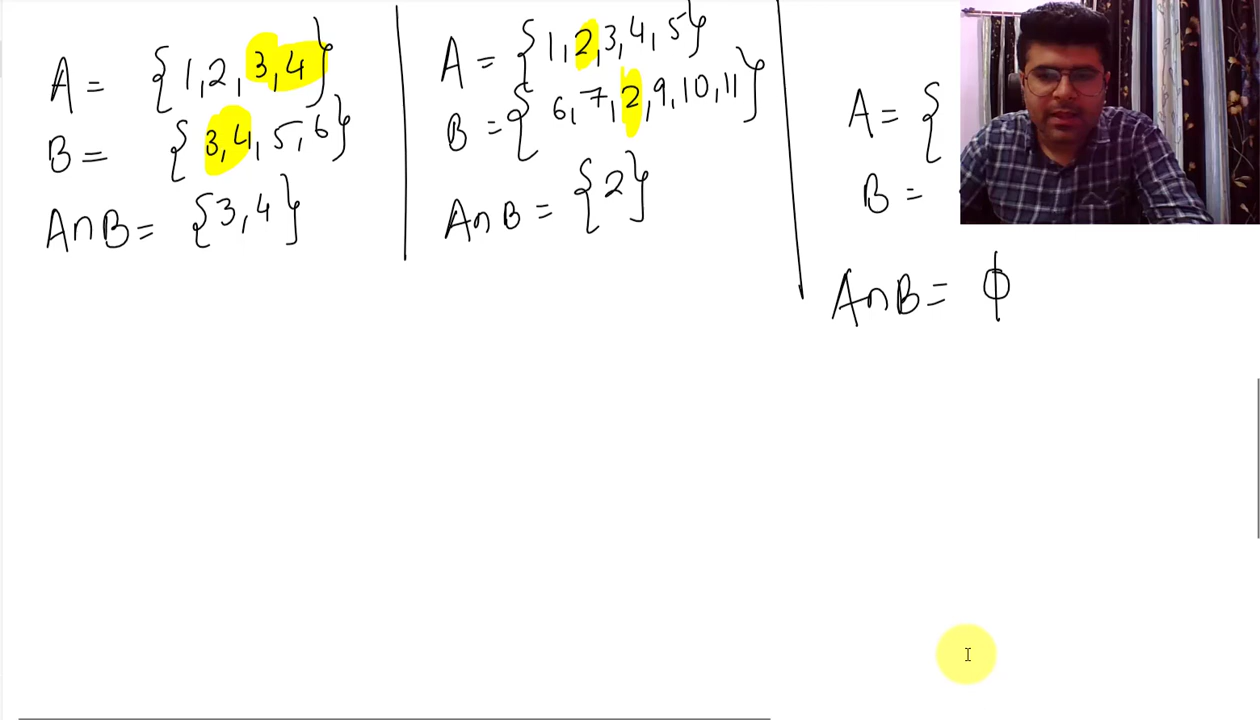 A = {1,2,3,4}
B = {3,4,5,6}
A∩B = {3,4}
A = {1,2,3,4,5}
B = {6,7,2,9,10,11}
A∩B = {2}
A = {
B =
A∩B = ϕ